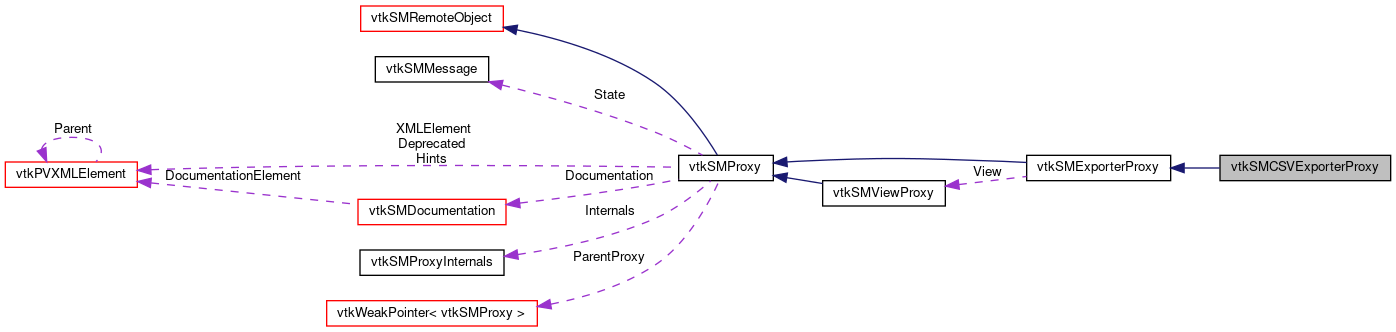 vtkSMRemoteObject
vtkSMMessage
State
Parent
XMLElement
Deprecated
Hints
vtkPVXMLElement
DocumentationElement
Documentation
vtkSMProxy
vtkSMExporterProxy
vtkSMCSVExporterProxy
View
vtkSMViewProxy
vtkSMDocumentation
Internals
vtkSMProxyInternals
ParentProxy
vtkWeakPointer< vtkSMProxy >